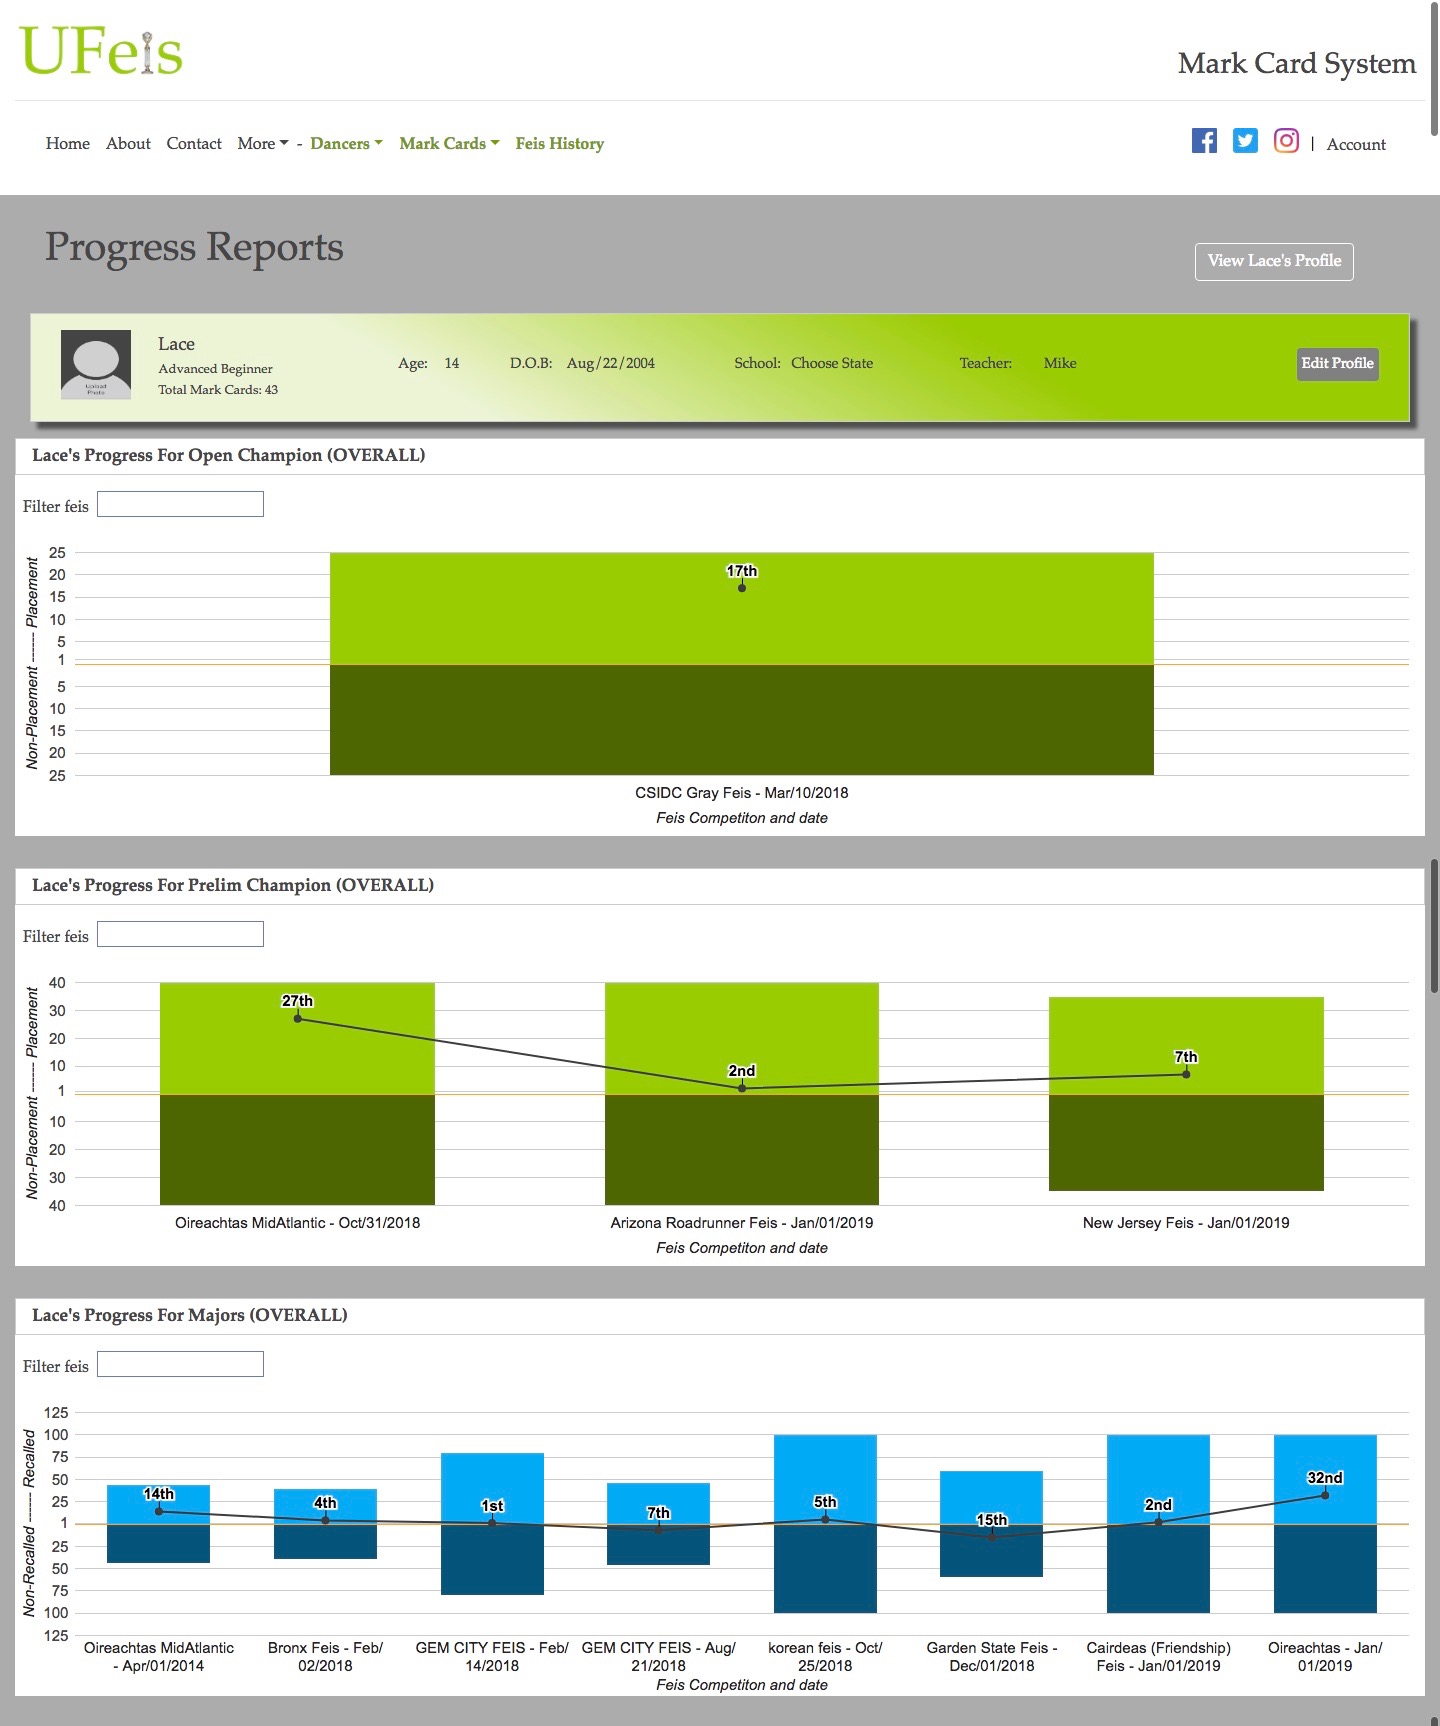 UFeis
Mark Card System
Home About Contact More - Dancers Mark Cards Feis History | Account
Progress Reports
View Lace's Profile
Upload
Photo
Lace
Advanced Beginner
Total Mark Cards: 43
Age: 14 D.O.B: Aug/22/2004 School: Choose State Teacher: Mike
Edit Profile
Lace's Progress For Open Champion (OVERALL)
Filter feis
Non-Placement ------ Placement
25
20
15
10
5
1
5
10
15
20
25
17th
CSIDC Gray Feis - Mar/10/2018
Feis Competiton and date
Lace's Progress For Prelim Champion (OVERALL)
Filter feis
Non-Placement ------ Placement
40
30
20
10
1
10
20
30
40
27th
2nd
7th
Oireachtas MidAtlantic - Oct/31/2018
Arizona Roadrunner Feis - Jan/01/2019
New Jersey Feis - Jan/01/2019
Feis Competiton and date
Lace's Progress For Majors (OVERALL)
Filter feis
Non-Recalled ------ Recalled
125
100
75
50
25
1
25
50
75
100
125
14th
4th
1st
7th
5th
15th
2nd
32nd
Oireachtas MidAtlantic
- Apr/01/2014
Bronx Feis - Feb/
02/2018
GEM CITY FEIS - Feb/
14/2018
GEM CITY FEIS - Aug/
21/2018
korean feis - Oct/
25/2018
Garden State Feis -
Dec/01/2018
Cairdeas (Friendship)
Feis - Jan/01/2019
Oireachtas - Jan/
01/2019
Feis Competiton and date